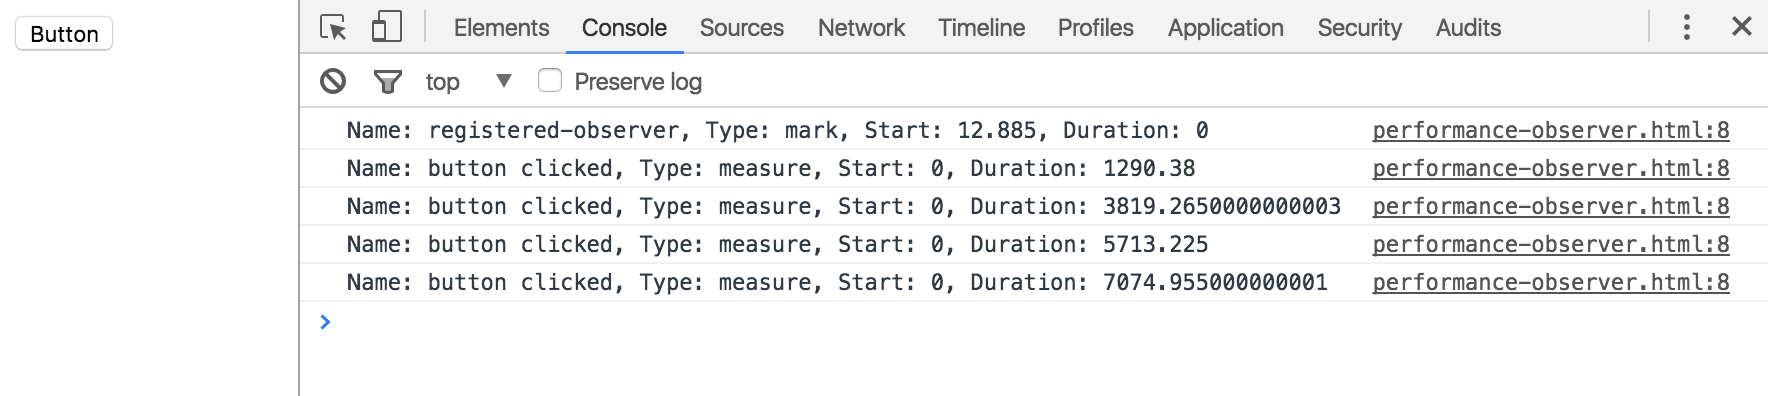 Button
Elements Console Sources Network Timeline Profiles Application Security Audits
top Preserve log
Name: registered-observer, Type: mark, Start: 12.885, Duration: 0 performance-observer.html:8
Name: button clicked, Type: measure, Start: 0, Duration: 1290.38 performance-observer.html:8
Name: button clicked, Type: measure, Start: 0, Duration: 3819.2650000000003 performance-observer.html:8
Name: button clicked, Type: measure, Start: 0, Duration: 5713.225 performance-observer.html:8
Name: button clicked, Type: measure, Start: 0, Duration: 7074.955000000001 performance-observer.html:8